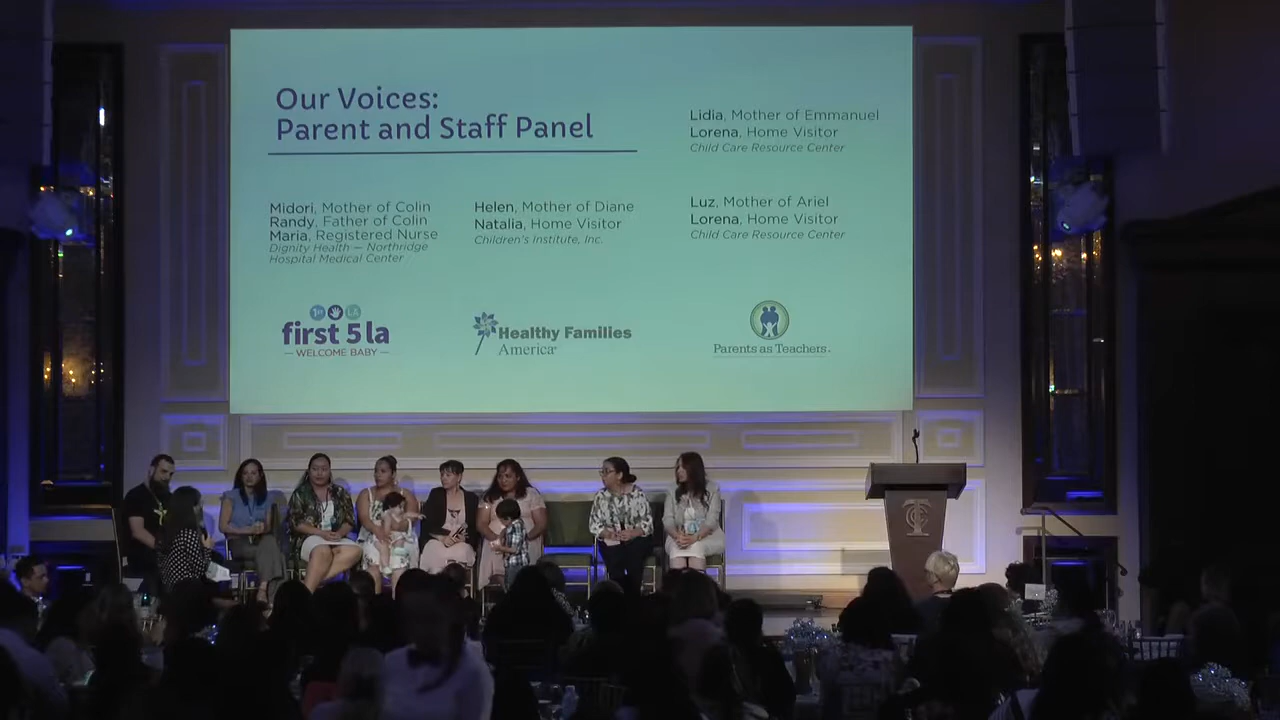 Our Voices:
Parent and Staff Panel
Lidia, Mother of Emmanuel
Lorena, Home Visitor
Child Care Resource Center
Midori, Mother of Colin
Randy, Father of Colin
Maria, Registered Nurse
Dignity Health – Northridge
Hospital Medical Center
Helen, Mother of Diane
Natalia, Home Visitor
Children's Institute, Inc.
Luz, Mother of Ariel
Lorena, Home Visitor
Child Care Resource Center
first 5 la
WELCOME BABY
Healthy Families
America
Parents as Teachers.